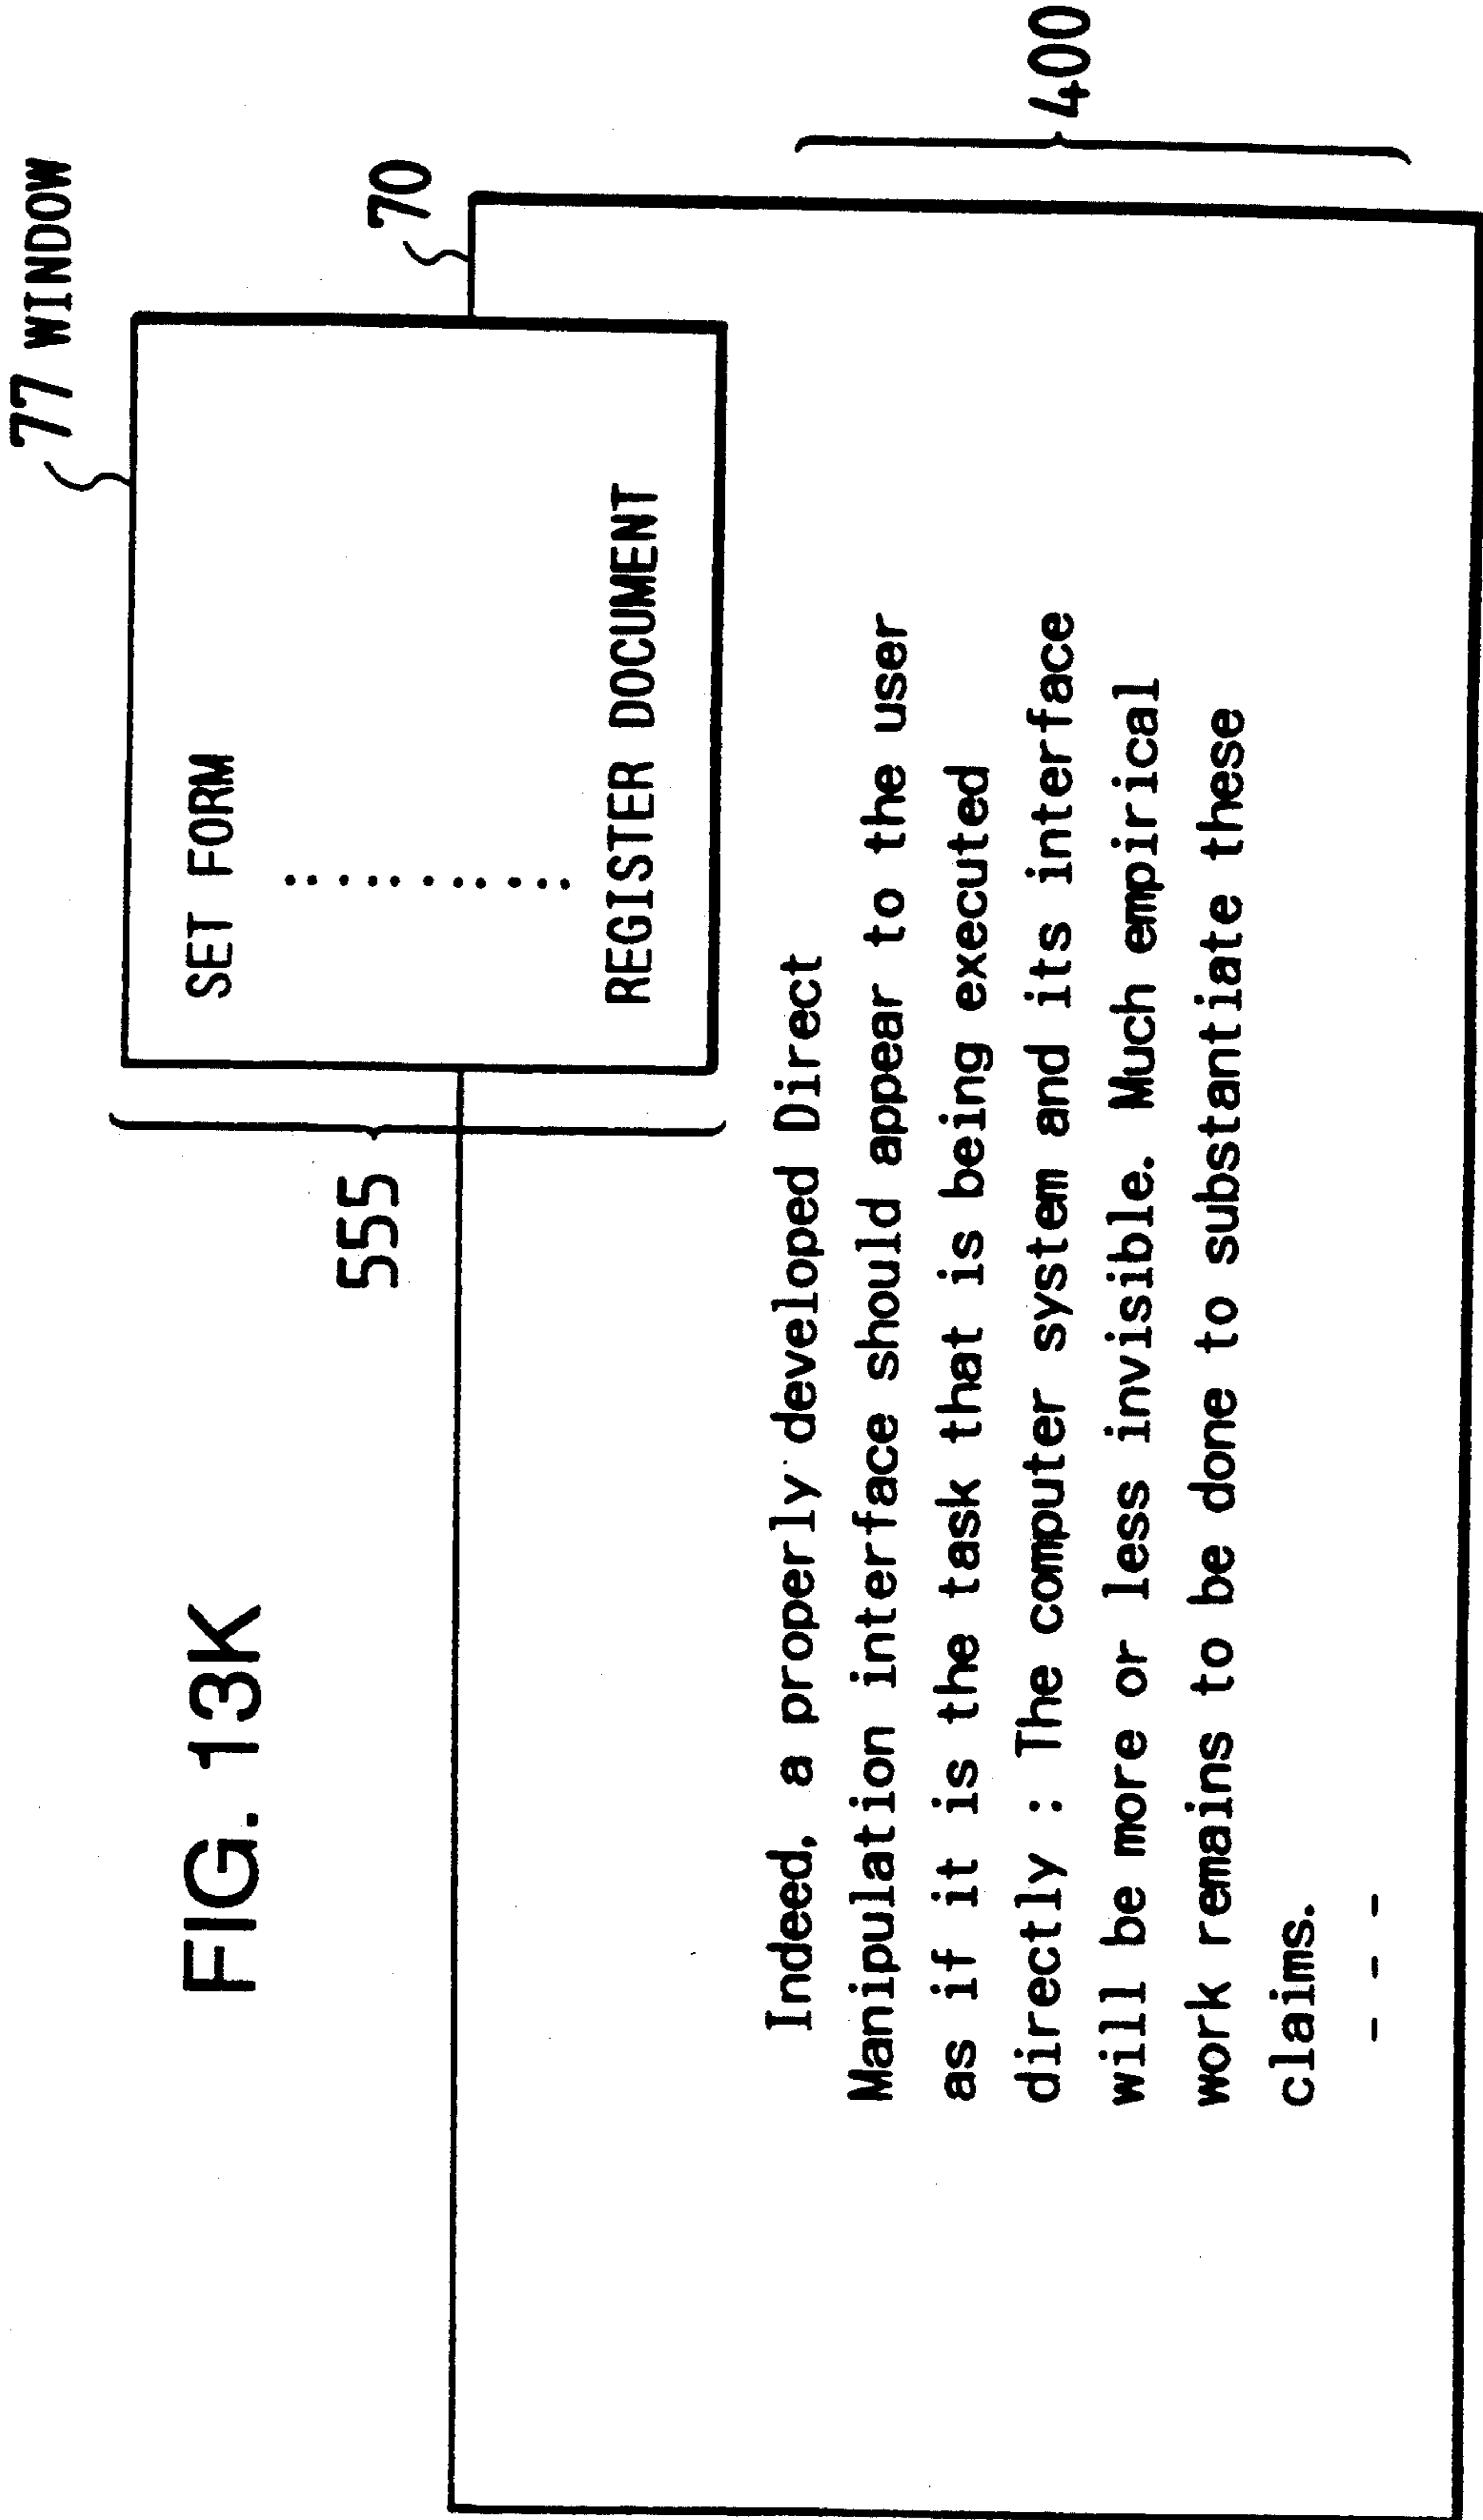 FIG. 13K
77 WINDOW
70
555
SET FORM
..........
REGISTER DOCUMENT
400
Indeed, a properly developed Direct
Manipulation interface should appear to the user
as if it is the task that is being executed
directly : The computer system and its interface
will be more or less invisible. Much empirical
work remains to be done to substantiate these
claims.
- - -